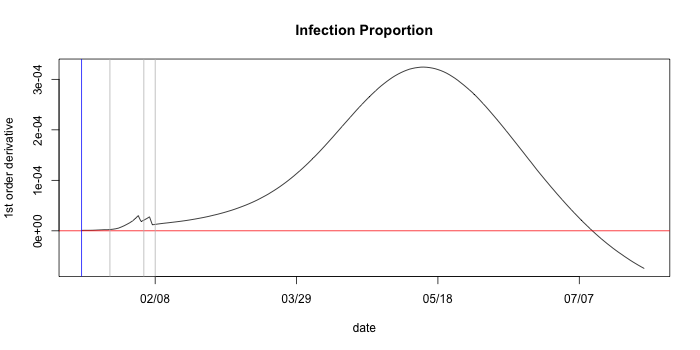 Infection Proportion
1st order derivative
3e-04
2e-04
1e-04
0e+00
02/08
03/29
05/18
07/07
date